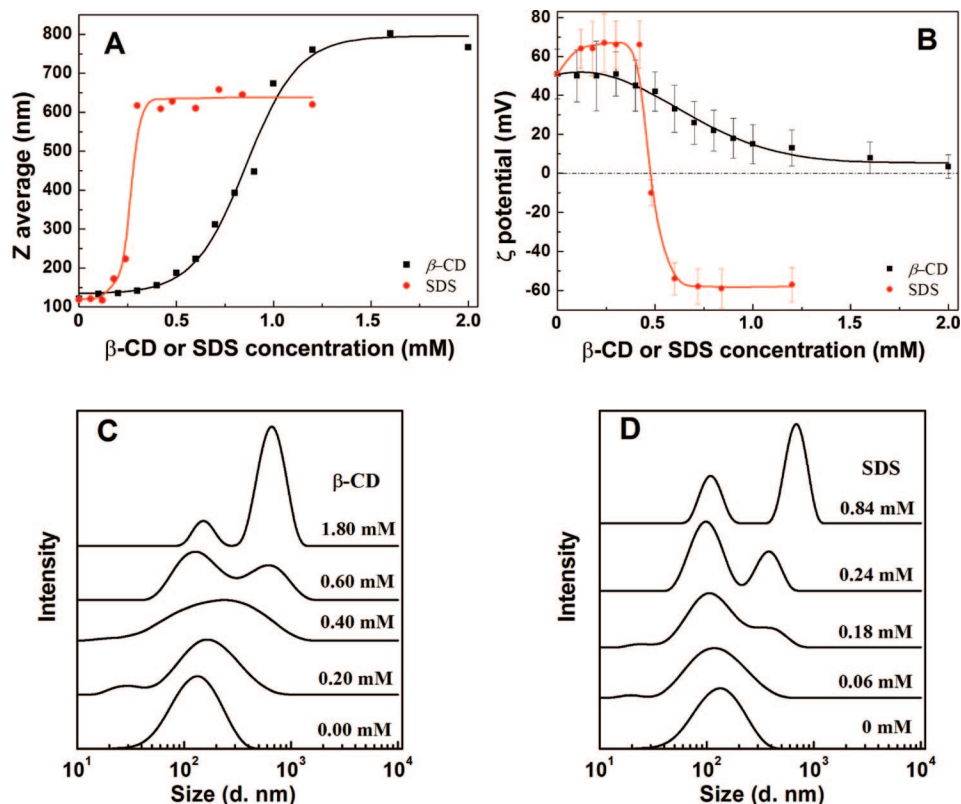 A
Z average (nm)
800
700
600
500
400
300
200
100
β-CD
SDS
0.0
0.5
1.0
1.5
2.0
β-CD or SDS concentration (mM)
B
ζ potential (mV)
80
60
40
20
0
-20
-40
-60
β-CD
SDS
0.0
0.5
1.0
1.5
2.0
β-CD or SDS concentration (mM)
C
Intensity
β-CD
1.80 mM
0.60 mM
0.40 mM
0.20 mM
0.00 mM
10¹
10²
10³
10⁴
Size (d. nm)
D
Intensity
SDS
0.84 mM
0.24 mM
0.18 mM
0.06 mM
0 mM
10¹
10²
10³
10⁴
Size (d. nm)